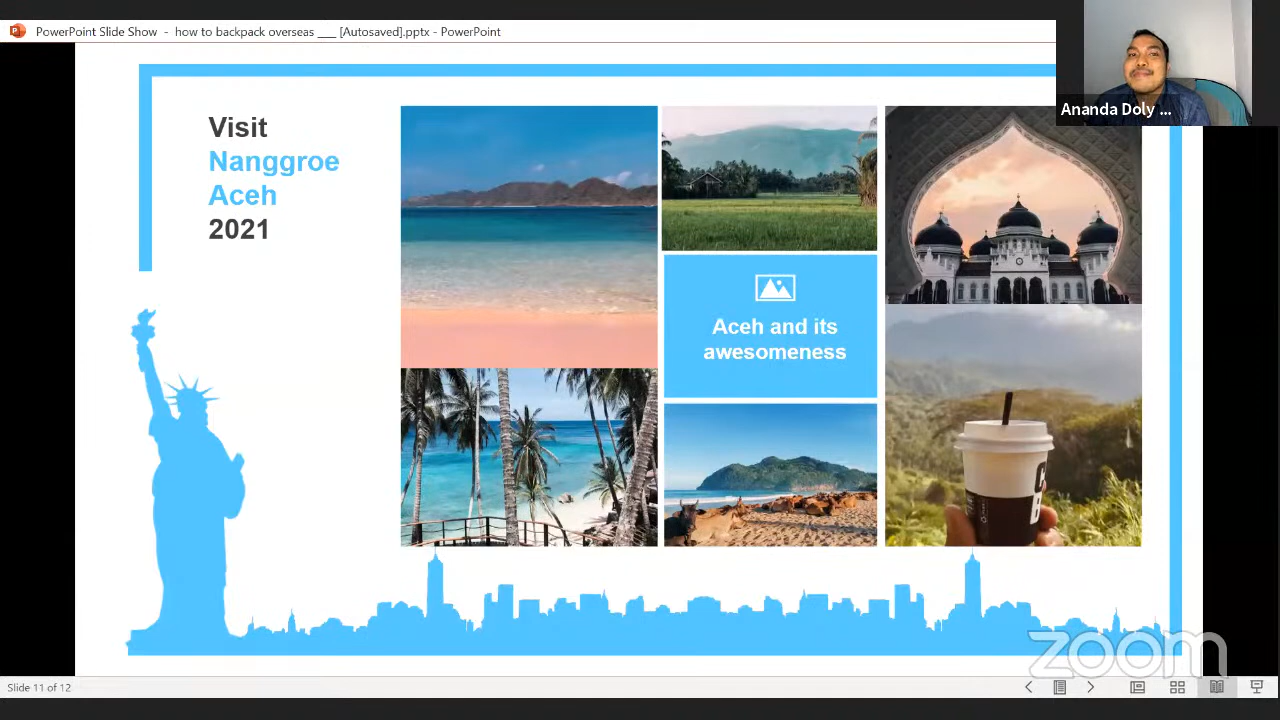 PowerPoint Slide Show - how to backpack overseas ___ [Autosaved].pptx - PowerPoint
Ananda Doly ...
Visit
Nanggroe
Aceh
2021
Aceh and its
awesomeness
zoom
Slide 11 of 12